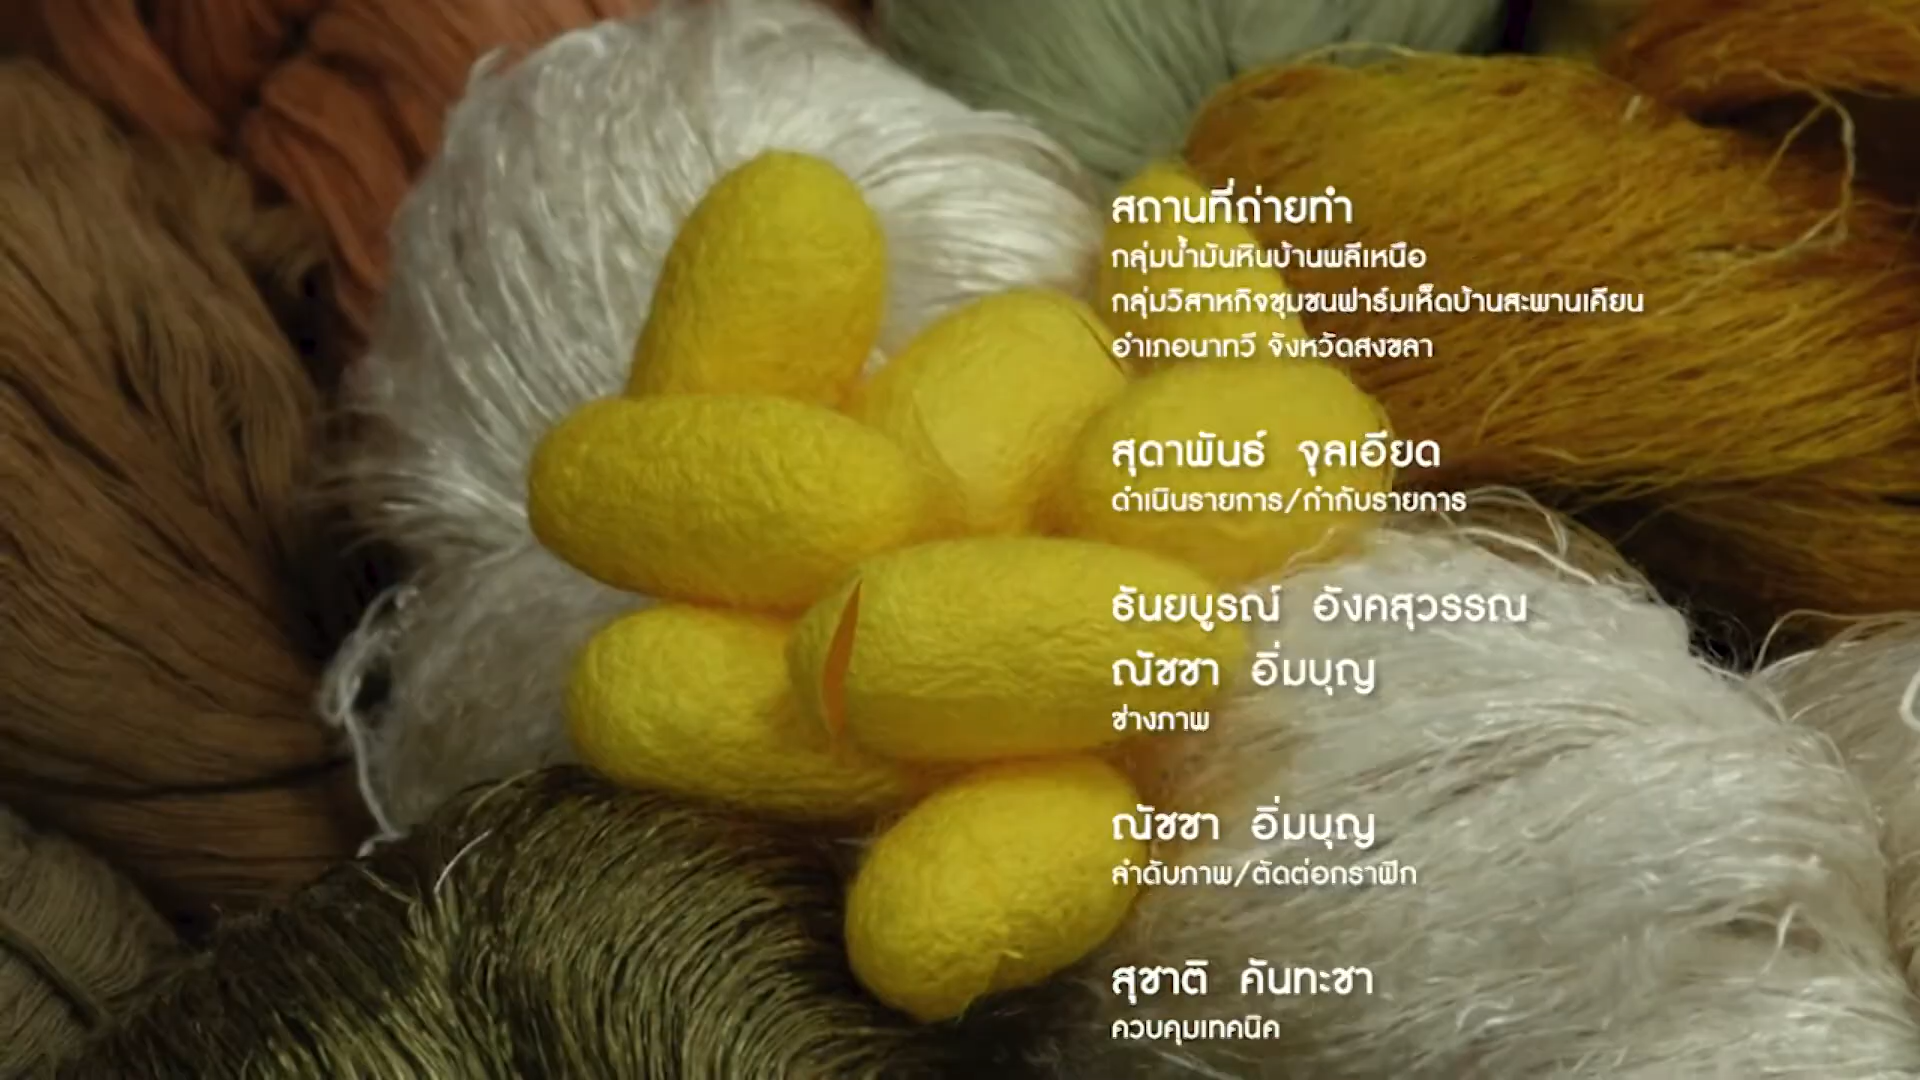 สถานที่ถ่ายทำ
กลุ่มน้ำมันหินบ้านพลีเหนือ
กลุ่มวิสาหกิจชุมชนฟาร์มเห็ดบ้านสะพานเคียน
อำเภอนาทวี จังหวัดสงขลา
สุดาพันธ์ จุลเอียด
ดำเนินรายการ/กำกับรายการ
ธันยบูรณ์ อังคสุวรรณ
ณัชชา อิ่มบุญ
ช่างภาพ
ณัชชา อิ่มบุญ
ลำดับภาพ/ตัดต่อกราฟิก
สุชาติ คันทะชา
ควบคุมเทคนิค